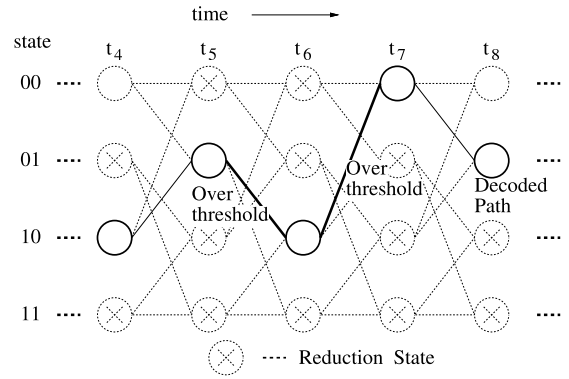 time
state
t4 t5 t6 t7 t8
00
01
Over
threshold
Over
threshold
Decoded
Path
10
11
Reduction State